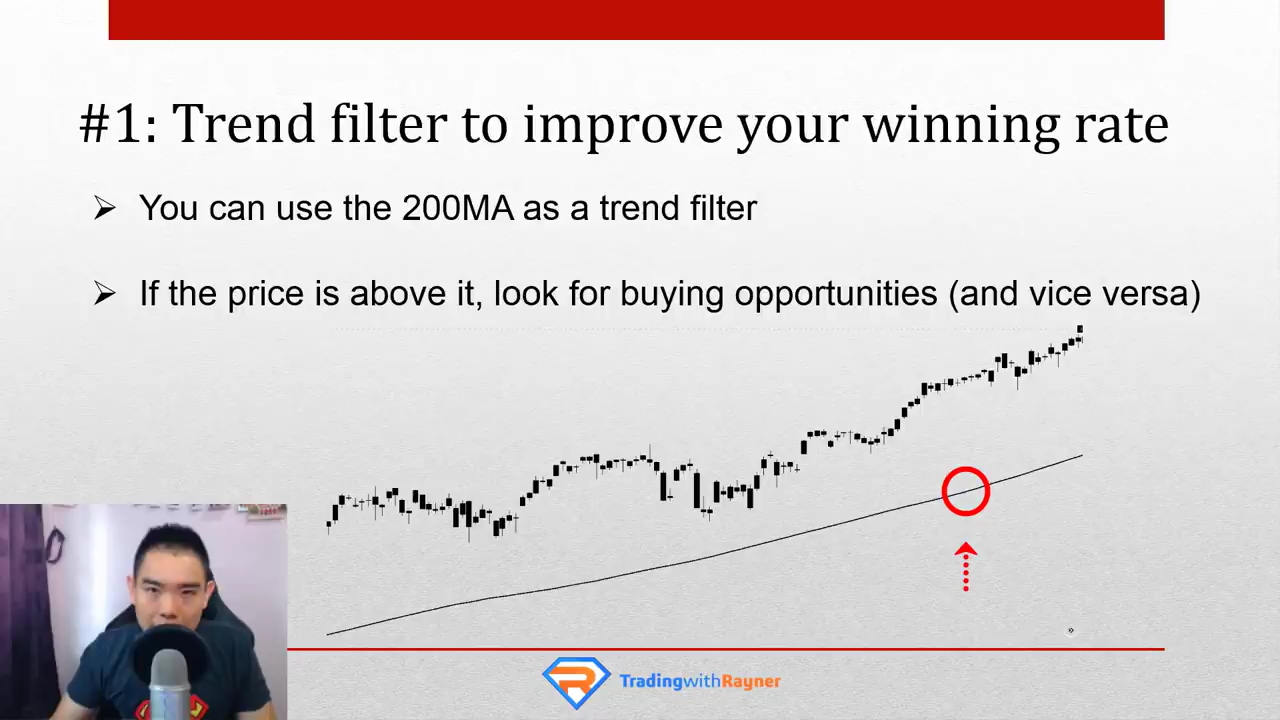 #1: Trend filter to improve your winning rate
You can use the 200MA as a trend filter
If the price is above it, look for buying opportunities (and vice versa)
TradingwithRayner